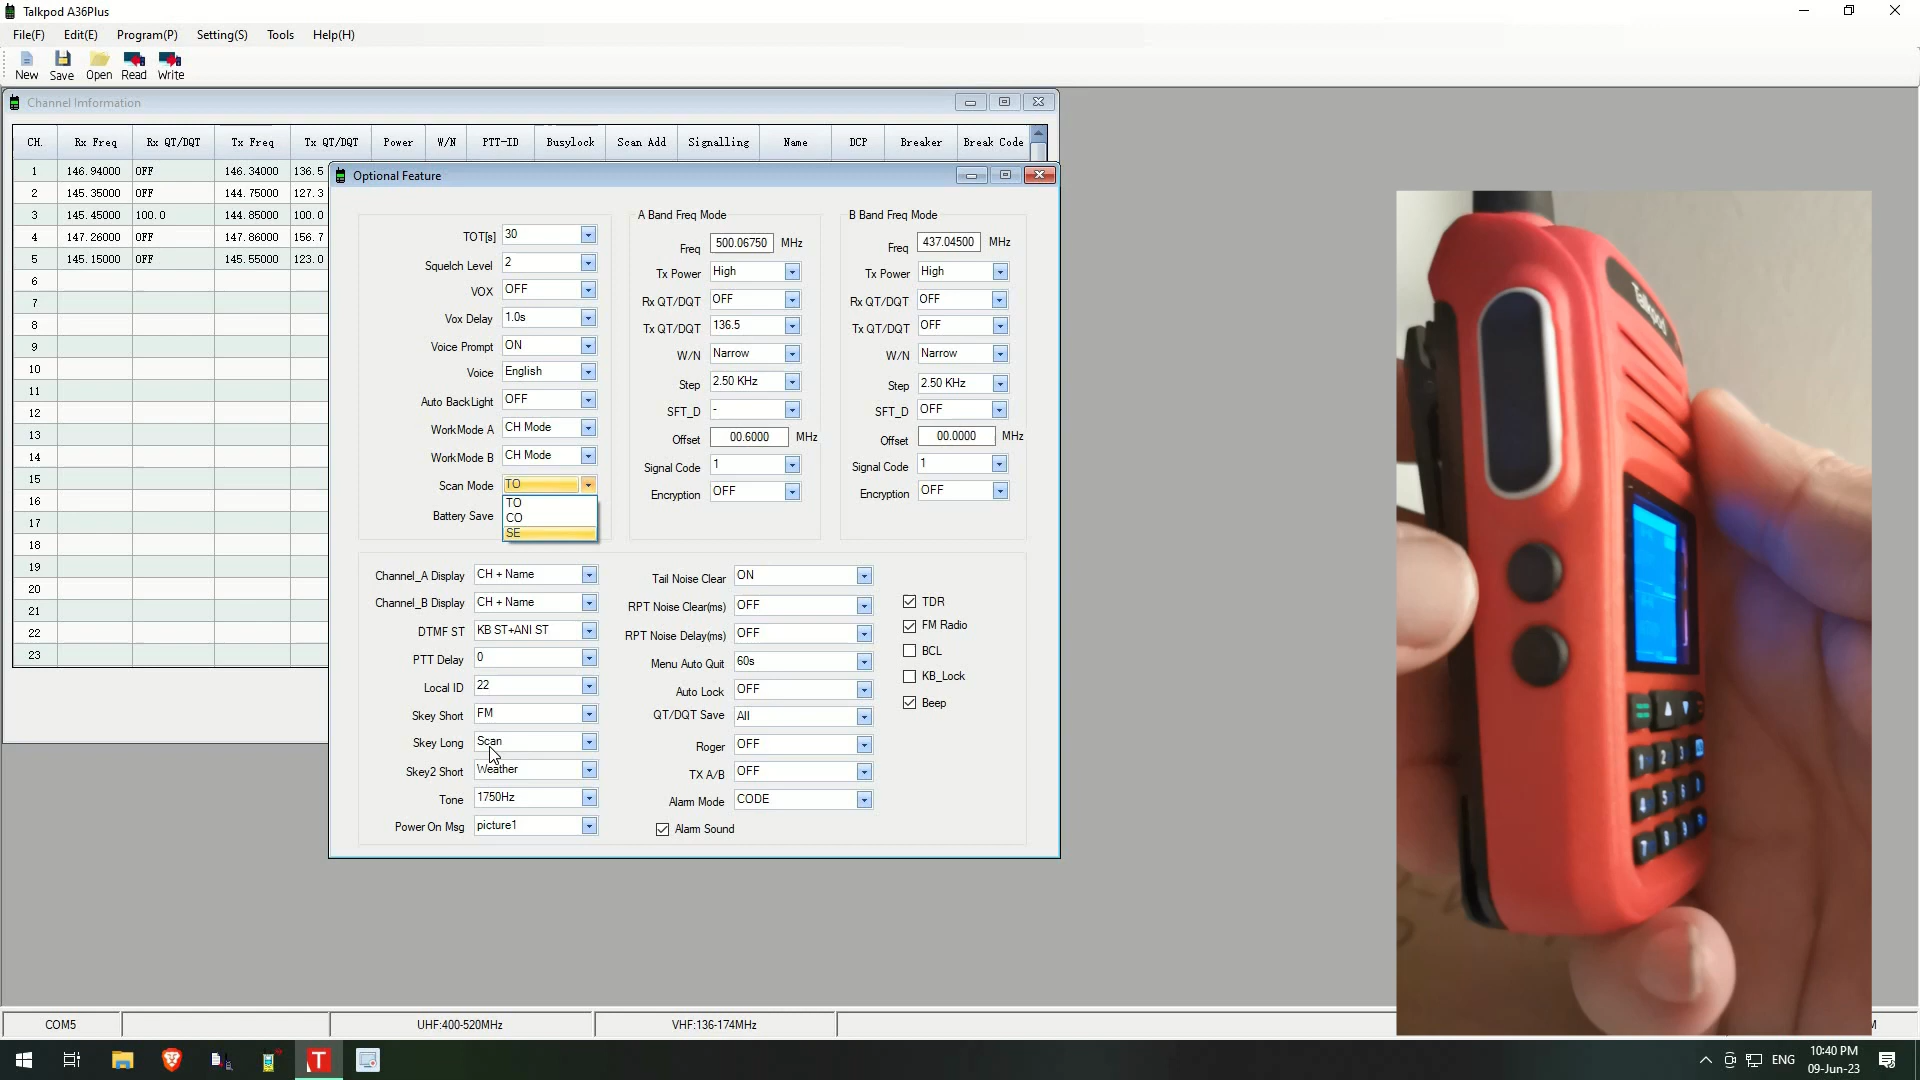 Talkpod A36Plus
File(F) Edit(E) Program(P) Setting(S) Tools Help(H)
New Save Open Read Write
Channel Imformation
CH. Rx Freq Rx QT/DQT Tx Freq Tx QT/DQT Power W/N PTT-ID Busylock Scan Add Signalling Name DCP Breaker Break Code
1 146.94000 OFF 146.34000 136.5
2 145.35000 OFF 144.75000 127.3
3 145.45000 100.0 144.85000 100.0
4 147.26000 OFF 147.86000 156.7
5 145.15000 OFF 145.55000 123.0
6
7
8
9
10
11
12
13
14
15
16
17
18
19
20
21
22
23
Optional Feature
TOT[s] 30
Squelch Level 2
VOX OFF
Vox Delay 1.0s
Voice Prompt ON
Voice English
Auto BackLight OFF
WorkMode A CH Mode
WorkMode B CH Mode
Scan Mode TO
TO
CO
SE
Battery Save
A Band Freq Mode
Freq 500.06750 MHz
Tx Power High
Rx QT/DQT OFF
Tx QT/DQT 136.5
W/N Narrow
Step 2.50 KHz
SFT_D -
Offset 00.6000 MHz
Signal Code 1
Encryption OFF
B Band Freq Mode
Freq 437.04500 MHz
Tx Power High
Rx QT/DQT OFF
Tx QT/DQT OFF
W/N Narrow
Step 2.50 KHz
SFT_D OFF
Offset 00.0000 MHz
Signal Code 1
Encryption OFF
Channel_A Display CH + Name
Channel_B Display CH + Name
DTMF ST KB ST+ANI ST
PTT Delay 0
Local ID 22
Skey Short FM
Skey Long Scan
Skey2 Short Weather
Tone 1750Hz
Power On Msg picture1
Tail Noise Clear ON
RPT Noise Clear(ms) OFF
RPT Noise Delay(ms) OFF
Menu Auto Quit 60s
Auto Lock OFF
QT/DQT Save All
Roger OFF
TX A/B OFF
Alarm Mode CODE
Alarm Sound
TDR
FM Radio
BCL
KB_Lock
Beep
Talkpod
1 2 3
4 5 6
7 8 9
COM5 UHF:400-520MHz VHF:136-174MHz
T
ENG
10:40 PM
09-Jun-23